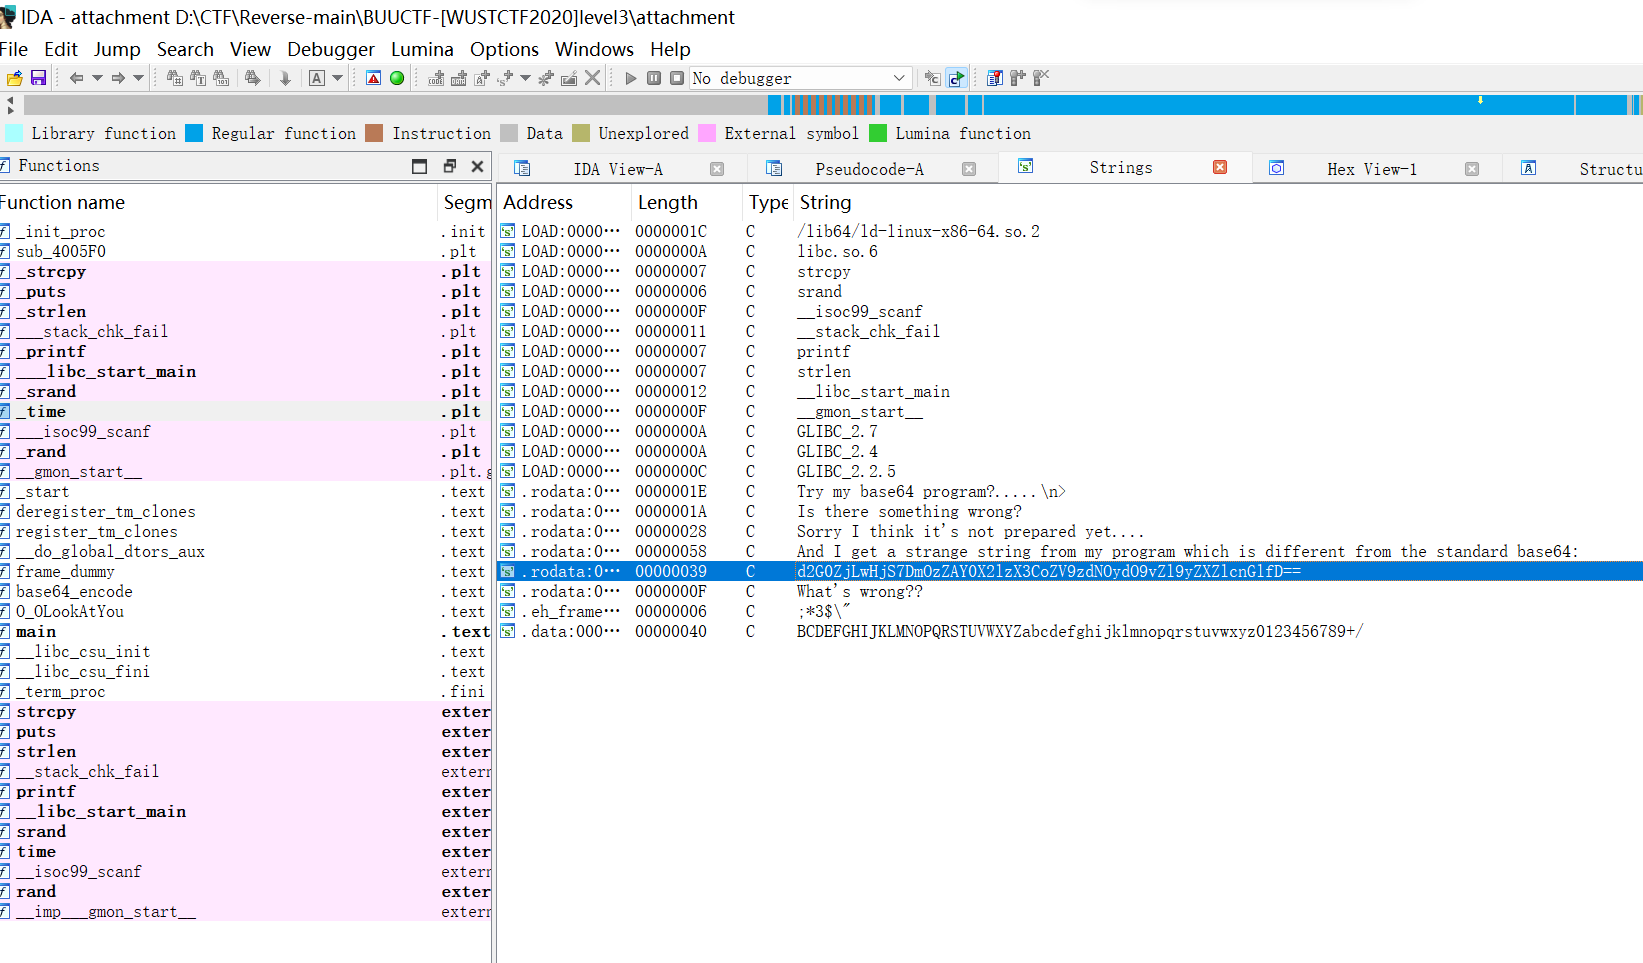 IDA - attachment D:\CTF\Reverse-main\BUUCTF-[WUSTCTF2020]level3\attachment
File Edit Jump Search View Debugger Lumina Options Windows Help
No debugger
Library function Regular function Instruction Data Unexplored External symbol Lumina function
Functions
IDA View-A Pseudocode-A Strings Hex View-1 Structu
Function name Segm
Address Length Type String
_init_proc .init
sub_4005F0 .plt
_strcpy .plt
_puts .plt
_strlen .plt
___stack_chk_fail .plt
_printf .plt
___libc_start_main .plt
_srand .plt
_time .plt
___isoc99_scanf .plt
_rand .plt
__gmon_start__ .plt.g
_start .text
deregister_tm_clones .text
register_tm_clones .text
__do_global_dtors_aux .text
frame_dummy .text
base64_encode .text
O_OLookAtYou .text
main .text
__libc_csu_init .text
__libc_csu_fini .text
_term_proc .fini
strcpy exter
puts exter
strlen exter
__stack_chk_fail extern
printf exter
__libc_start_main exter
srand exter
time exter
__isoc99_scanf extern
rand exter
__imp___gmon_start__ extern
LOAD:0000··· 0000001C C /lib64/ld-linux-x86-64.so.2
LOAD:0000··· 0000000A C libc.so.6
LOAD:0000··· 00000007 C strcpy
LOAD:0000··· 00000006 C srand
LOAD:0000··· 0000000F C __isoc99_scanf
LOAD:0000··· 00000011 C __stack_chk_fail
LOAD:0000··· 00000007 C printf
LOAD:0000··· 00000007 C strlen
LOAD:0000··· 00000012 C __libc_start_main
LOAD:0000··· 0000000F C __gmon_start__
LOAD:0000··· 0000000A C GLIBC_2.7
LOAD:0000··· 0000000A C GLIBC_2.4
LOAD:0000··· 0000000C C GLIBC_2.2.5
.rodata:0··· 0000001E C Try my base64 program?.....\n>
.rodata:0··· 0000001A C Is there something wrong?
.rodata:0··· 00000028 C Sorry I think it's not prepared yet....
.rodata:0··· 00000058 C And I get a strange string from my program which is different from the standard base64:
.rodata:0··· 00000039 C d2G0ZjLwHjS7DmOzZAY0X2lzX3CoZV9zdNOydO9vZl9yZXZlcnGlfD==
.rodata:0··· 0000000F C What's wrong??
.eh_frame··· 00000006 C ;*3$\"
.data:000··· 00000040 C BCDEFGHIJKLMNOPQRSTUVWXYZabcdefghijklmnopqrstuvwxyz0123456789+/